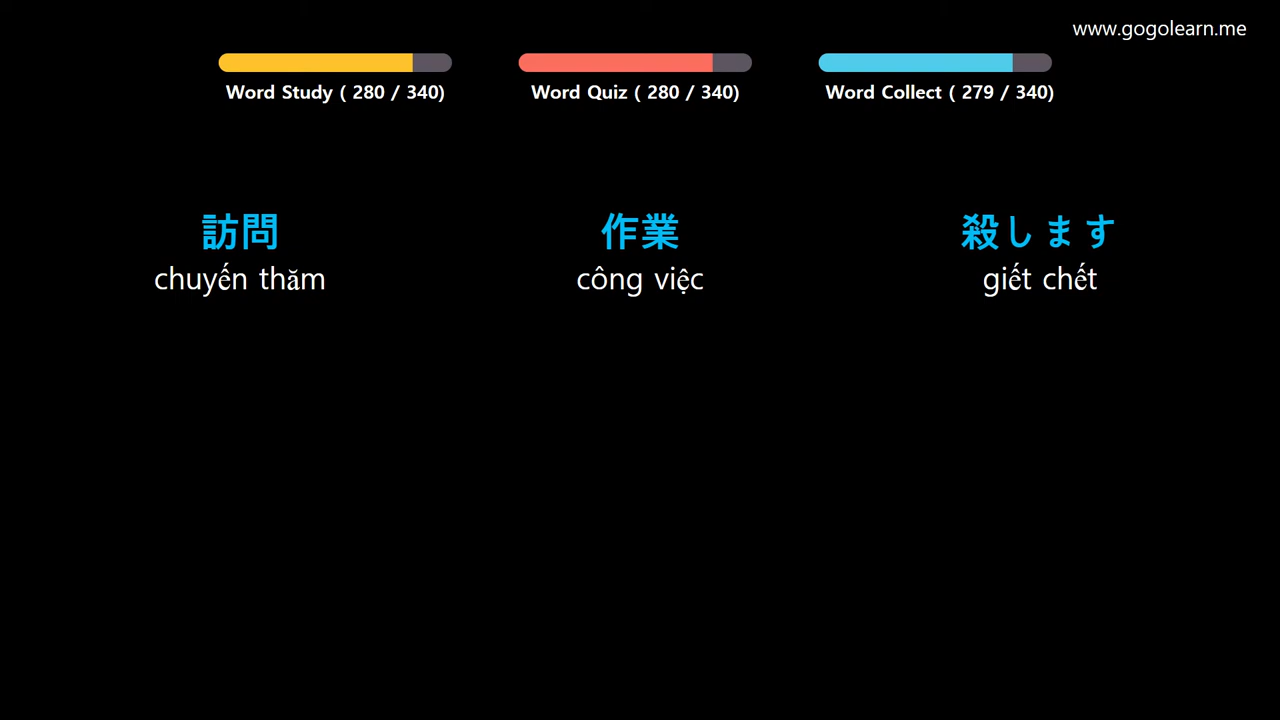 www.gogolearn.me
Word Study ( 280 / 340)
Word Quiz ( 280 / 340)
Word Collect ( 279 / 340)
訪問
chuyến thăm
作業
công việc
殺します
giết chết